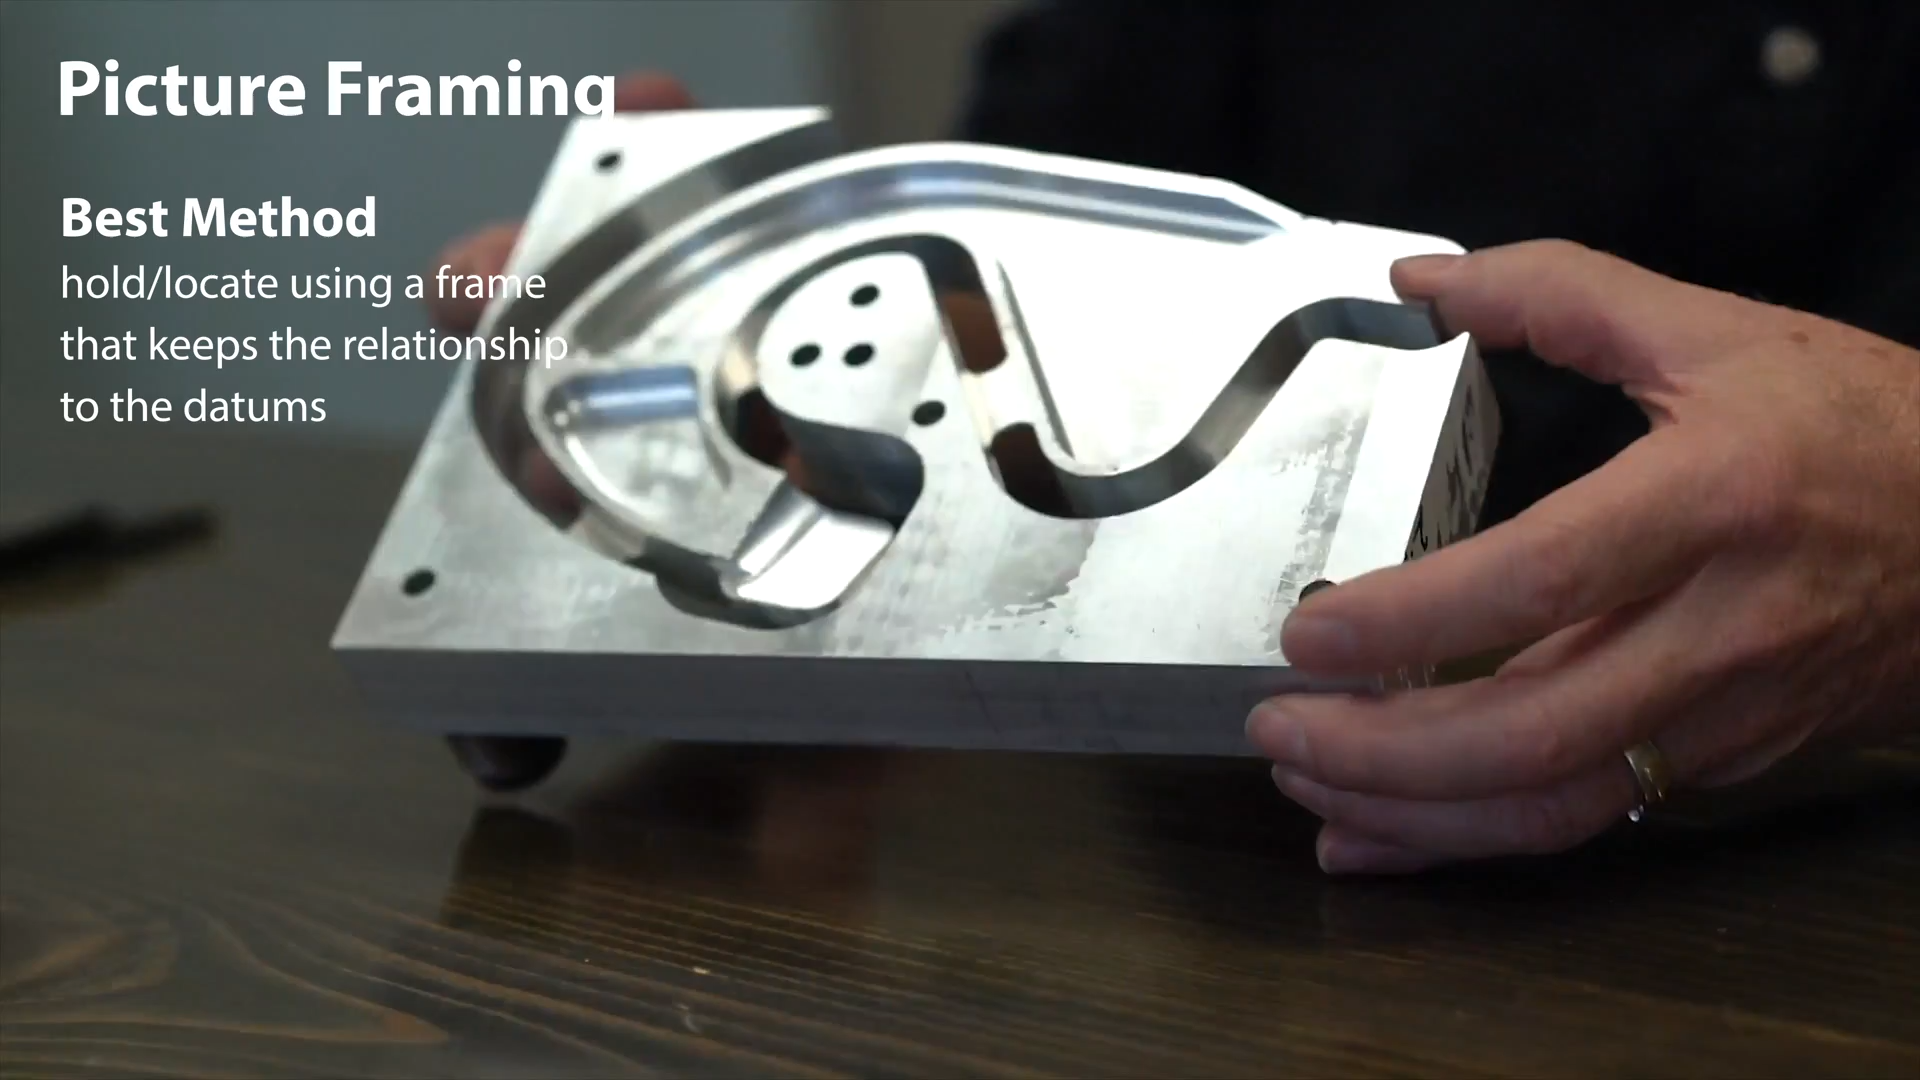 Picture Framing
Best Method
hold/locate using a frame
that keeps the relationship
to the datums